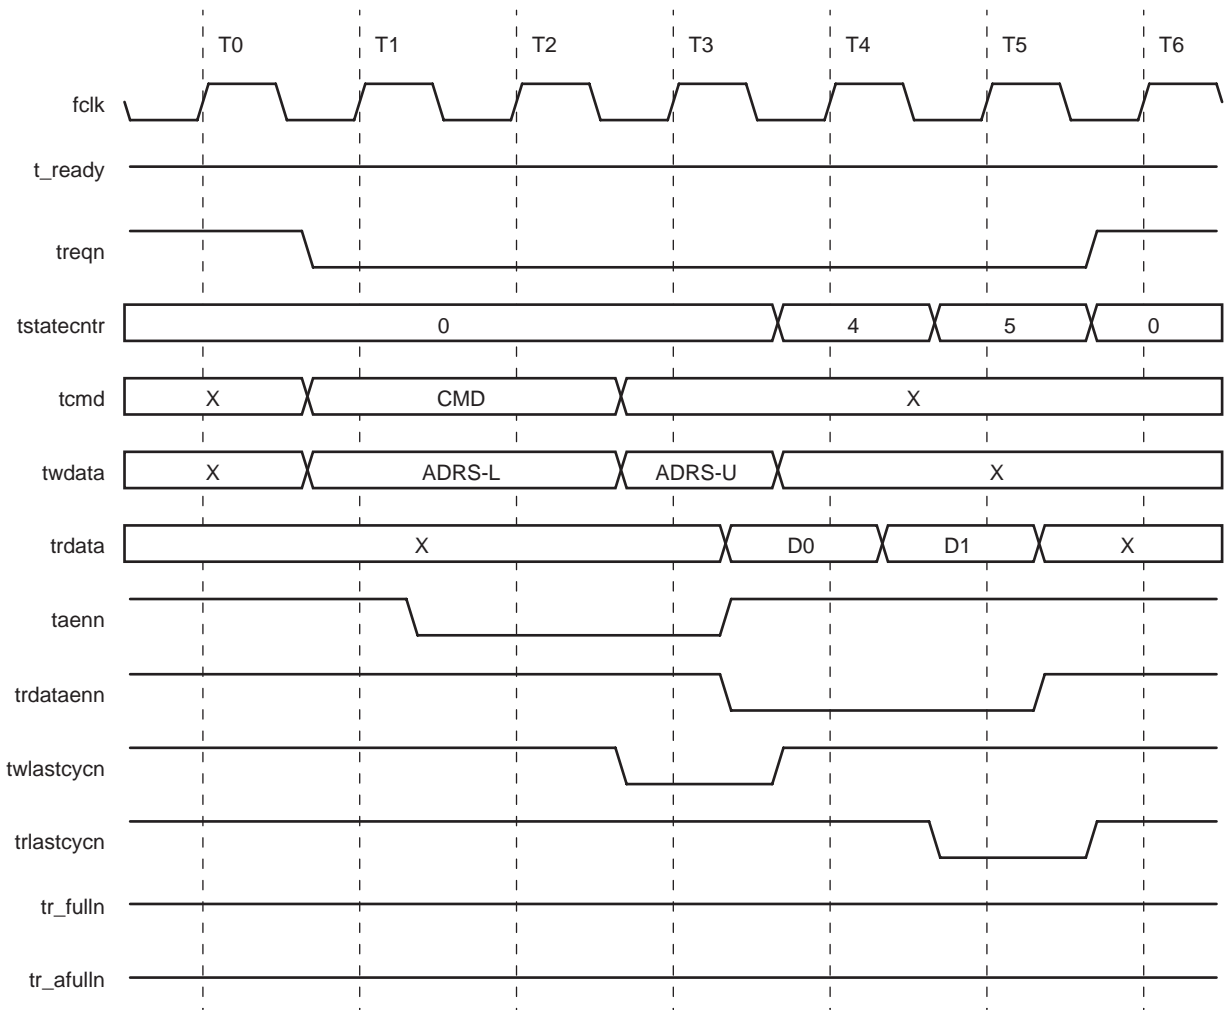 T0 T1 T2 T3 T4 T5 T6
fclk
t_ready
treqn
tstatecntr 0 4 5 0
tcmd X CMD X
twdata X ADRS-L ADRS-U X
trdata X D0 D1 X
taenn
trdataenn
twlastcycn
trlastcycn
tr_fulln
tr_afulln